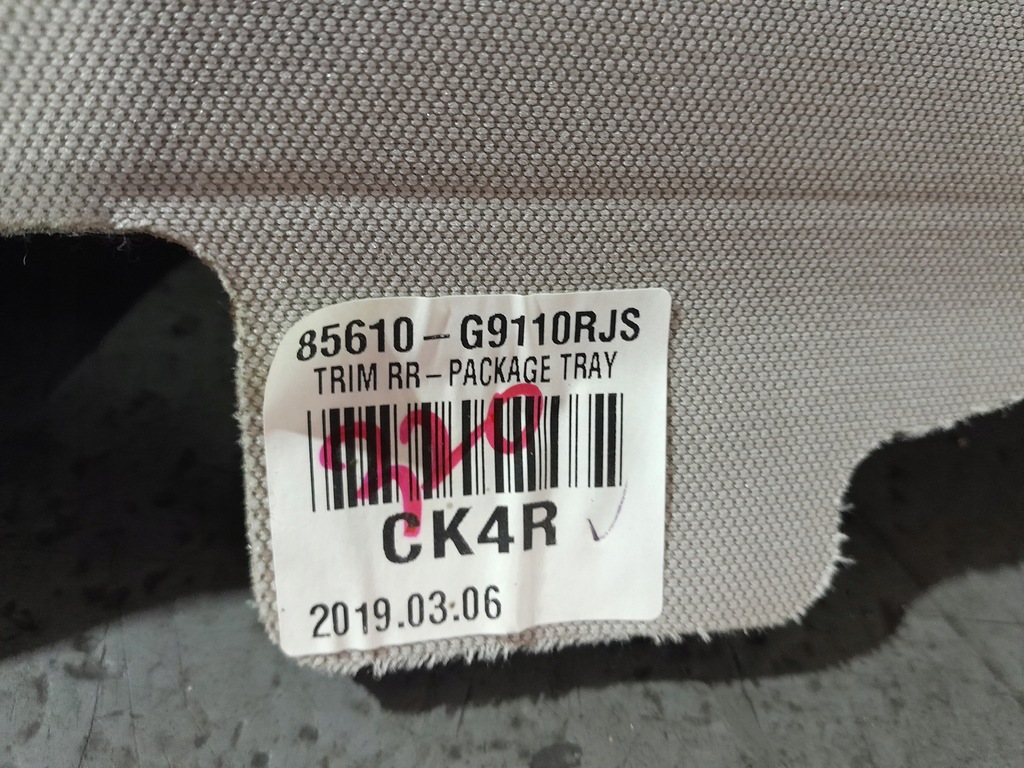 85610-G9110RJS
TRIM RR-PACKAGE TRAY
CK4R
2019.03.06